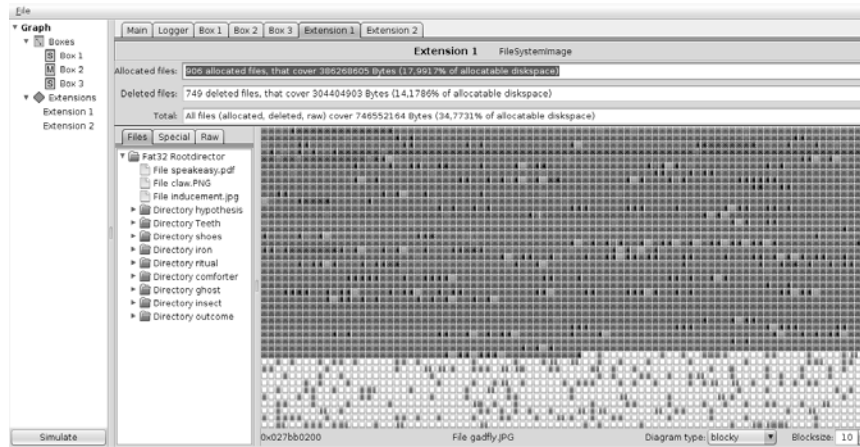 File
Graph
Boxes
S Box 1
M Box 2
S Box 3
Extensions
Extension 1
Extension 2
Simulate
Main Logger Box 1 Box 2 Box 3 Extension 1 Extension 2
Extension 1 FileSystemImage
Allocated files: 906 allocated files, that cover 386268605 Bytes (17,9917% of allocatable diskspace)
Deleted files: 749 deleted files, that cover 304404903 Bytes (14,1786% of allocatable diskspace)
Total: All files (allocated, deleted, raw) cover 746552164 Bytes (34,7731% of allocatable diskspace)
Files Special Raw
Fat32 Rootdirector
File speakeasy.pdf
File claw.PNG
File inducement.jpg
Directory hypothesis
Directory Teeth
Directory shoes
Directory iron
Directory ritual
Directory comforter
Directory ghost
Directory insect
Directory outcome
0x027bb0200 File gadfly.JPG Diagram type: blocky Blocksize: 10